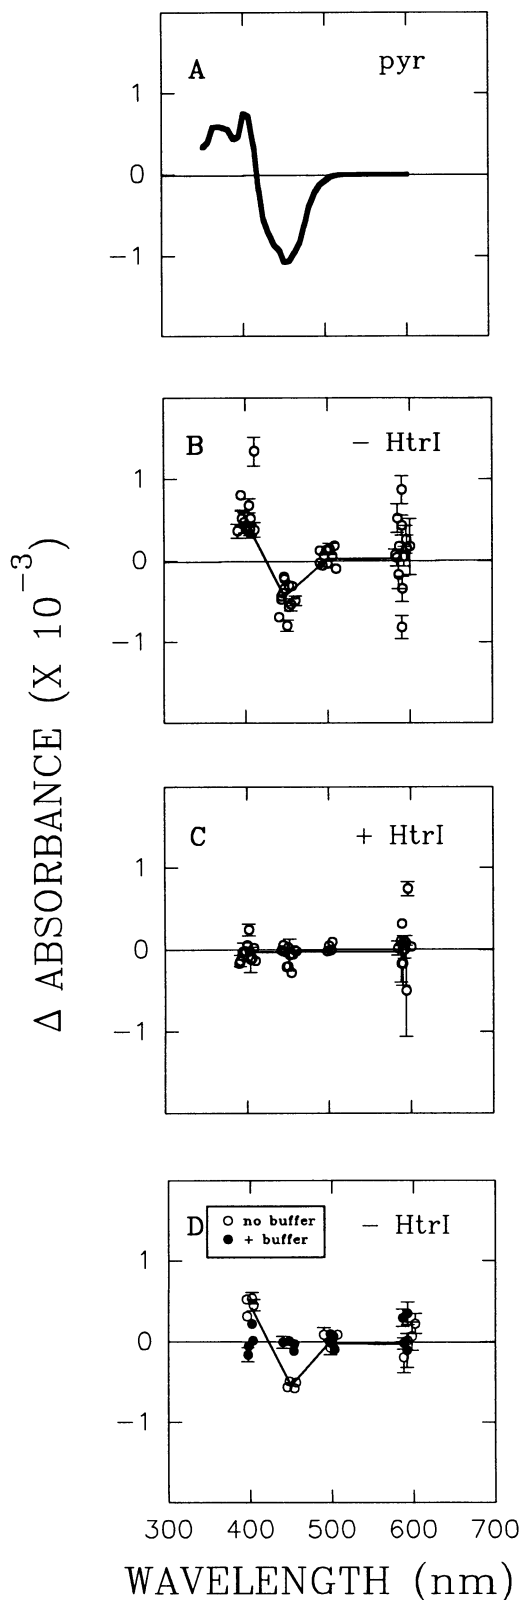 A
pyr
1
0
−1
B
− HtrI
1
0
−1
Δ ABSORBANCE (X 10⁻³)
C
+ HtrI
1
0
−1
D
no buffer
+ buffer
− HtrI
1
0
−1
300 400 500 600 700
WAVELENGTH (nm)